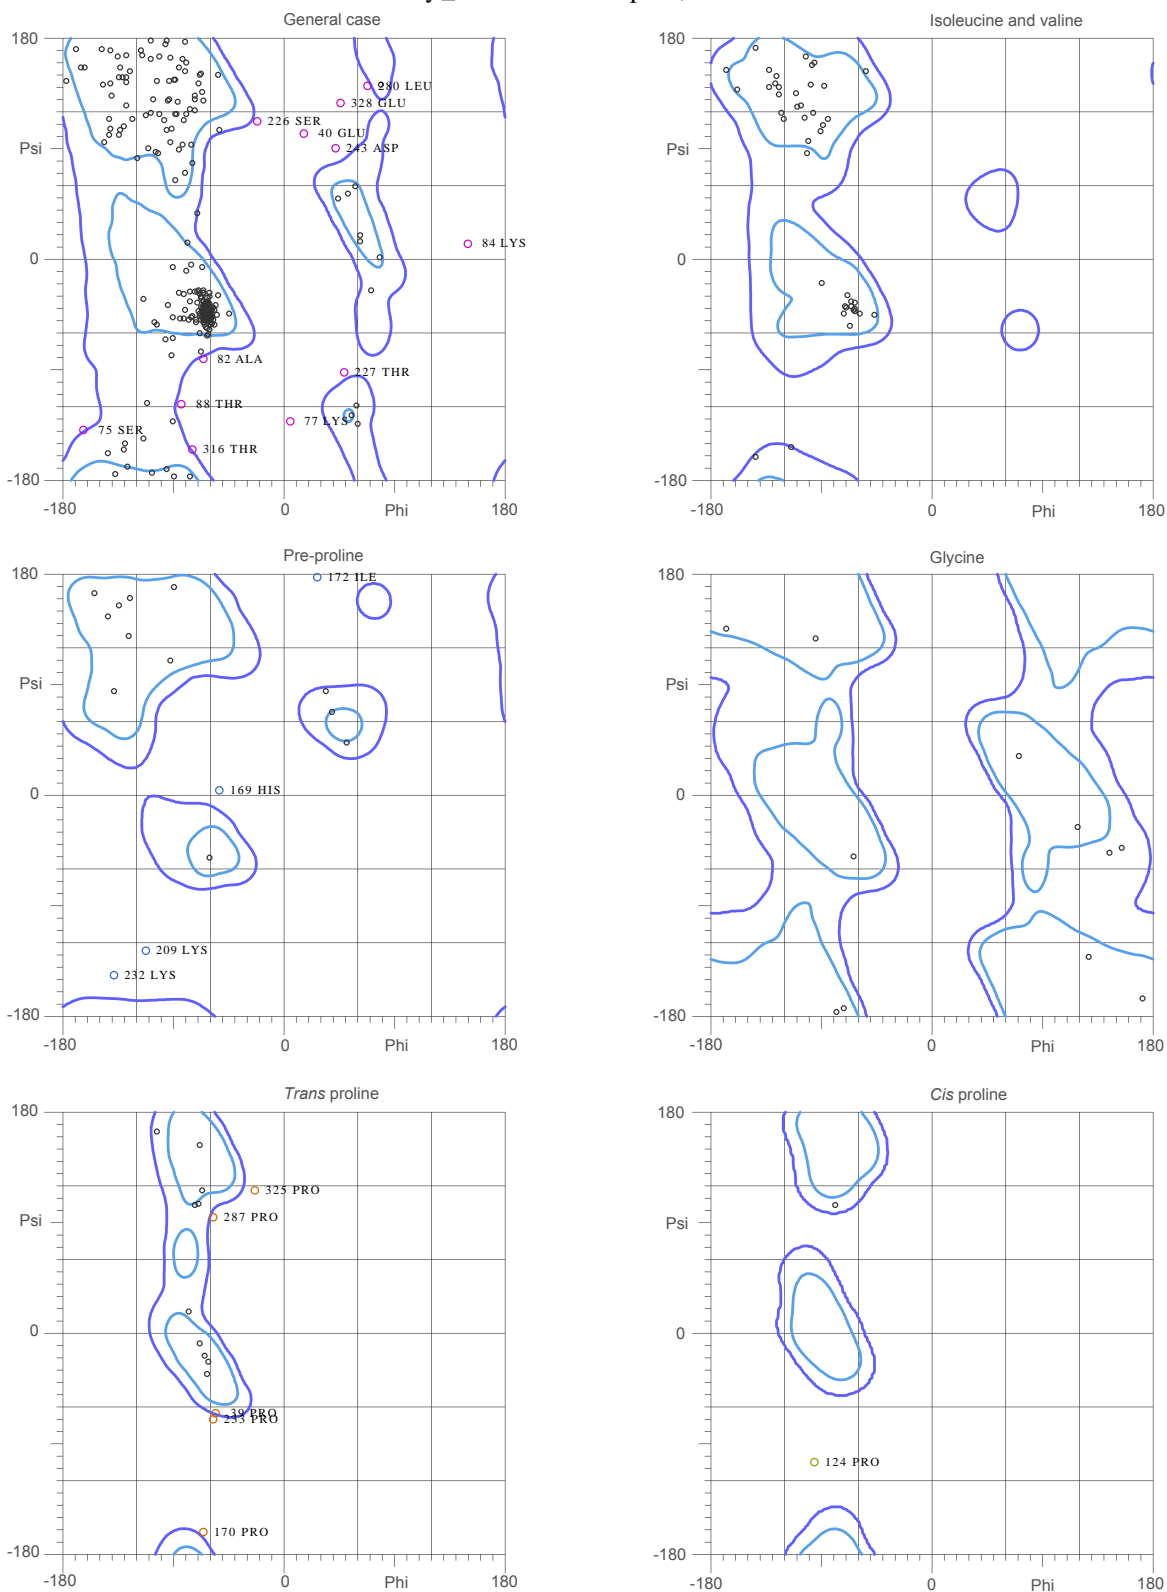 General case
Isoleucine and valine
180
180
280 LEU
328 GLU
226 SER
40 GLU
243 ASP
Psi
Psi
84 LYS
0
0
82 ALA
227 THR
88 THR
77 LYS
75 SER
316 THR
-180
-180
-180
0
Phi
180
-180
0
Phi
180
Pre-proline
Glycine
180
172 ILE
180
Psi
Psi
169 HIS
0
0
209 LYS
232 LYS
-180
-180
-180
0
Phi
180
-180
0
Phi
180
Trans proline
Cis proline
180
180
325 PRO
287 PRO
Psi
Psi
0
0
39 PRO
PRO
124 PRO
170 PRO
-180
-180
-180
0
Phi
180
-180
0
Phi
180